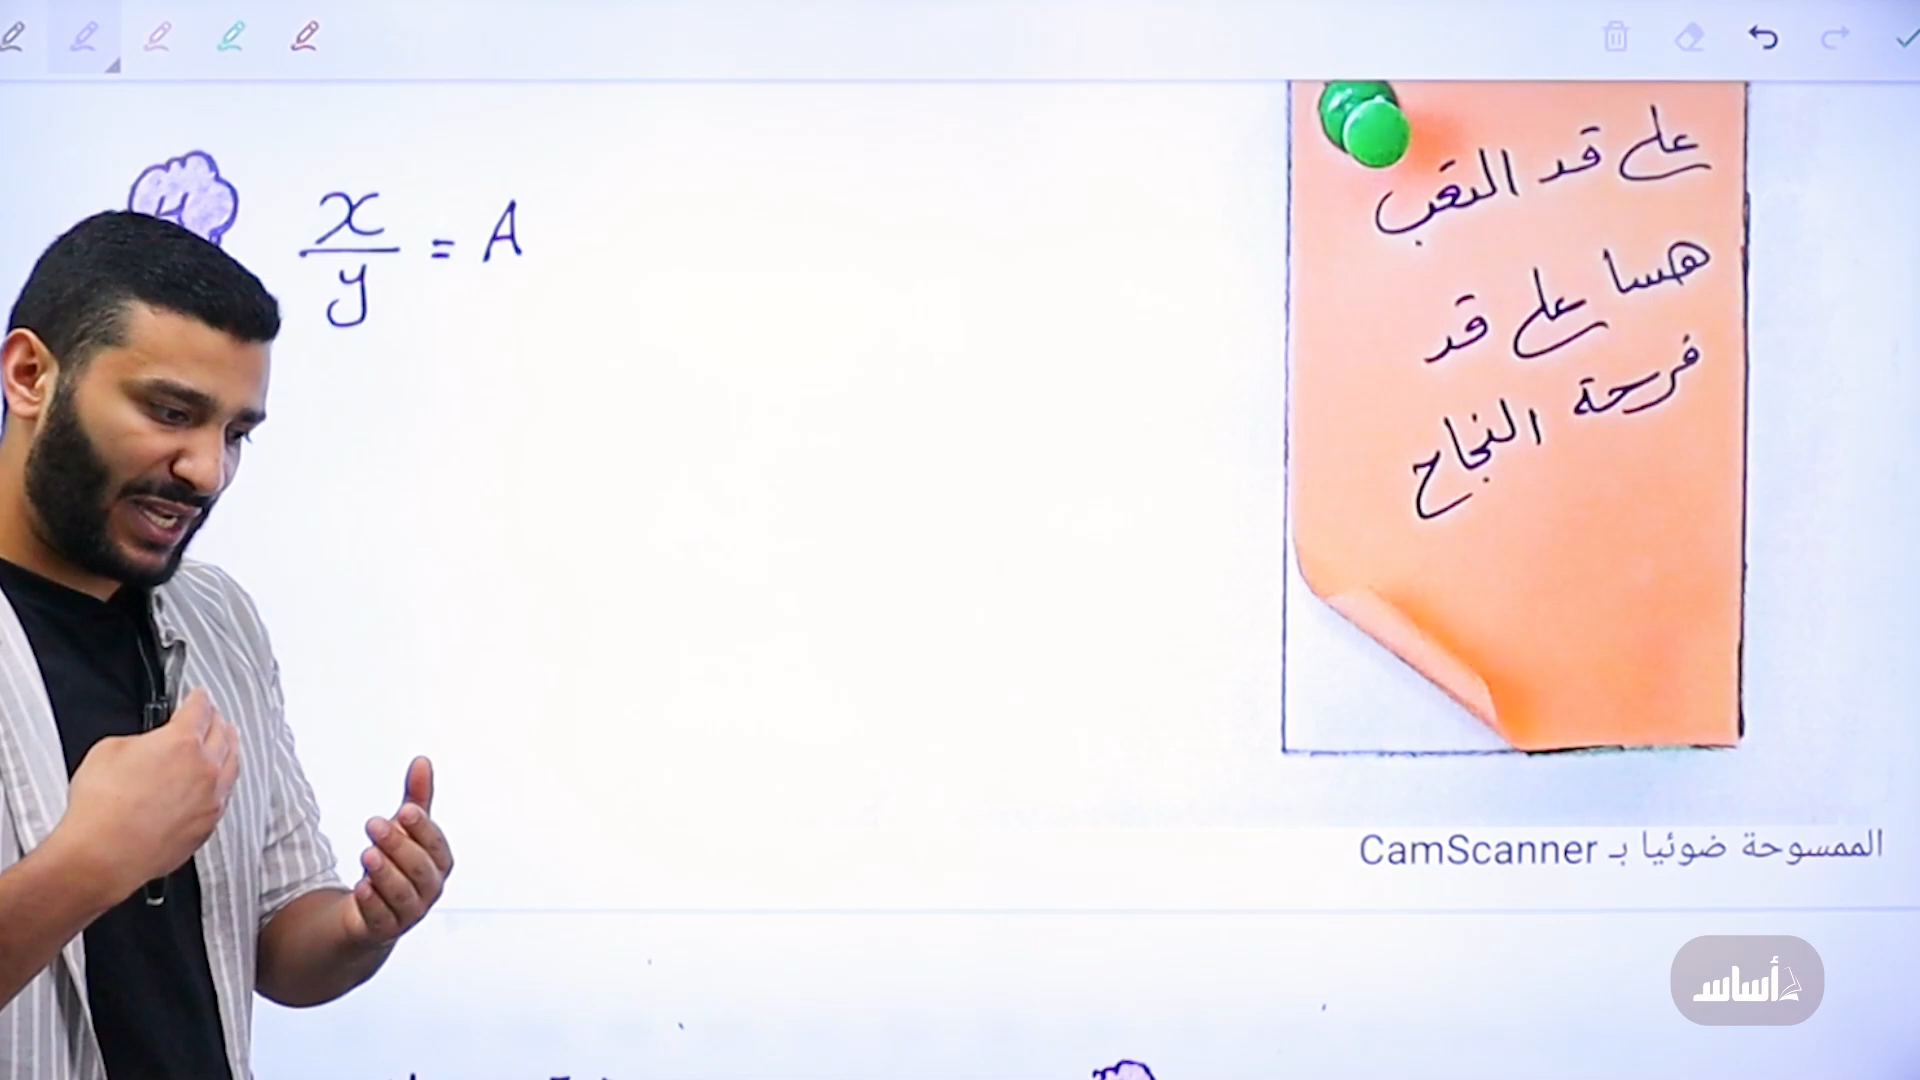 x/y = A
على قد التعب
هسا على قد
فرحة النجاح
الممسوحة ضوئيا بـ CamScanner
أساس